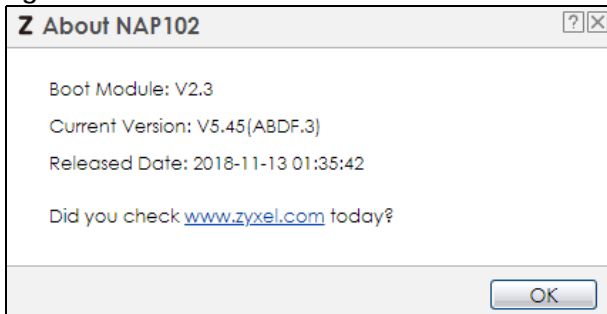 Z About NAP102 ? X
Boot Module: V2.3
Current Version: V5.45(ABDF.3)
Released Date: 2018-11-13 01:35:42
Did you check www.zyxel.com today?
OK